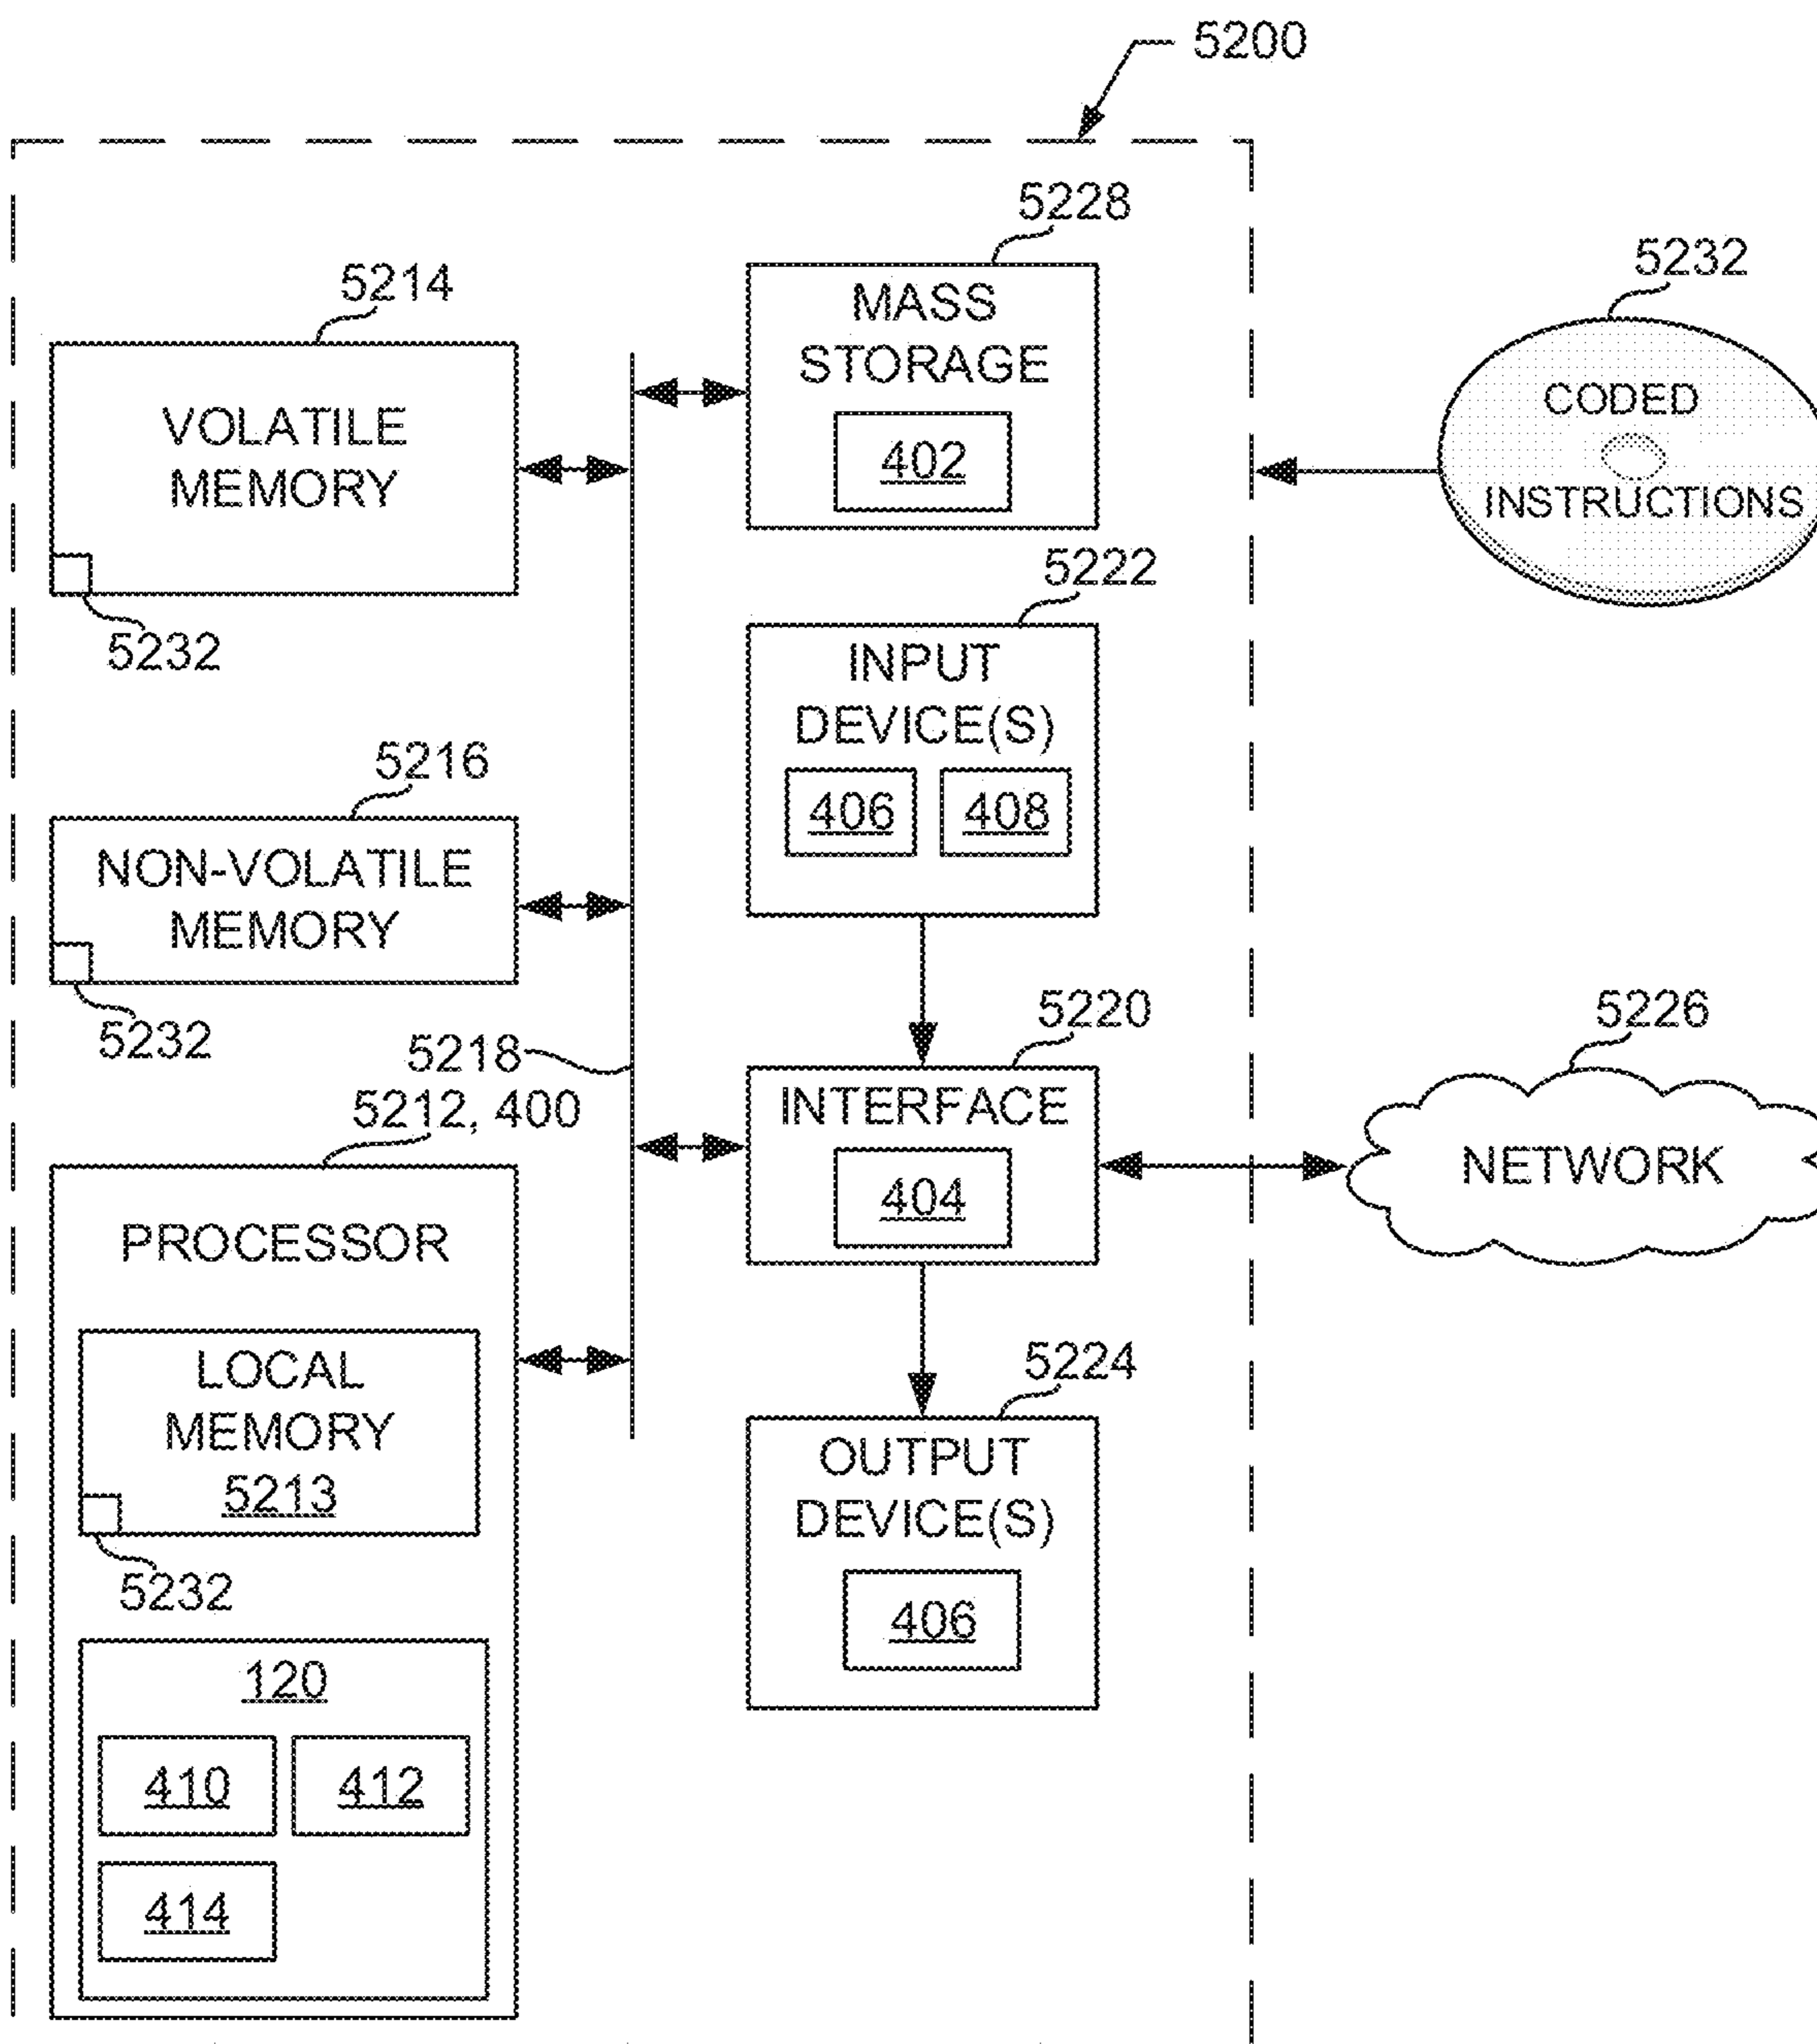 5200
5228
5214
5232
MASS
STORAGE
402
VOLATILE
MEMORY
5232
CODED
INSTRUCTIONS
5222
INPUT
DEVICE(S)
406 408
5216
NON-VOLATILE
MEMORY
5232
5218
5220
5226
INTERFACE
404
NETWORK
5212, 400
PROCESSOR
LOCAL
MEMORY
5213
5232
5224
OUTPUT
DEVICE(S)
406
120
410 412
414